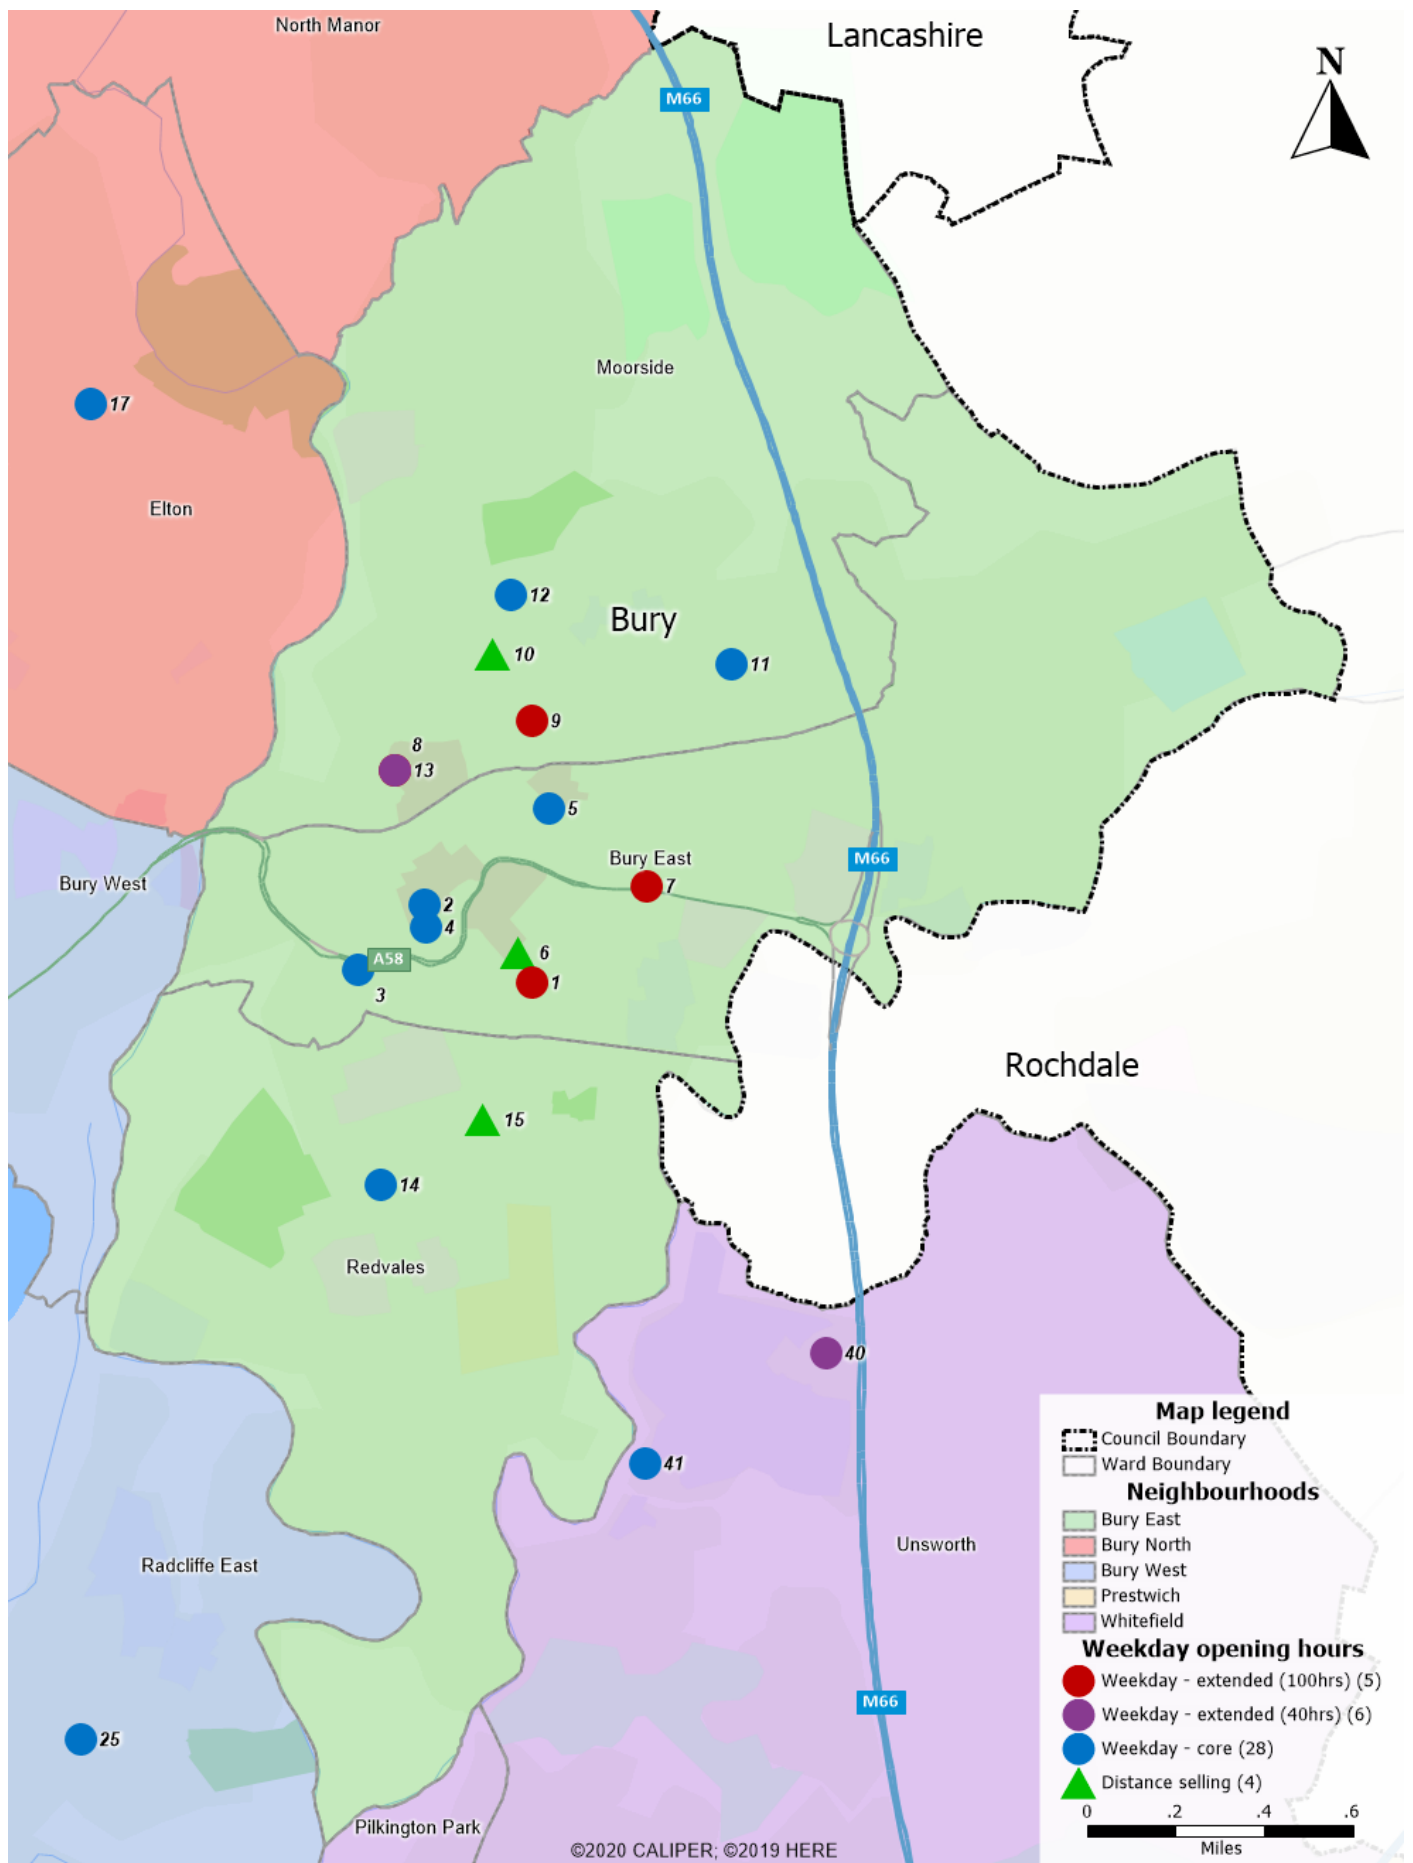 North Manor
Lancashire
N
M66
Moorside
17
Elton
12
Bury
10
11
9
8
13
5
Bury East
M66
Bury West
7
2
4
A58
6
3
1
Rochdale
15
14
Redvales
40
41
Unsworth
Radcliffe East
M66
25
Pilkington Park
©2020 CALIPER; ©2019 HERE
Map legend
Council Boundary
Ward Boundary
Neighbourhoods
Bury East
Bury North
Bury West
Prestwich
Whitefield
Weekday opening hours
Weekday - extended (100hrs) (5)
Weekday - extended (40hrs) (6)
Weekday - core (28)
Distance selling (4)
0 .2 .4 .6
Miles